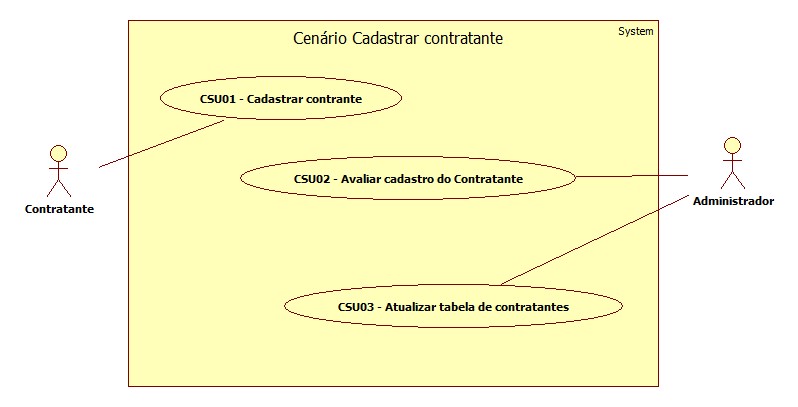 System
Cenário Cadastrar contratante
CSU01 - Cadastrar contrante
CSU02 - Avaliar cadastro do Contratante
Administrador
Contratante
CSU03 - Atualizar tabela de contratantes